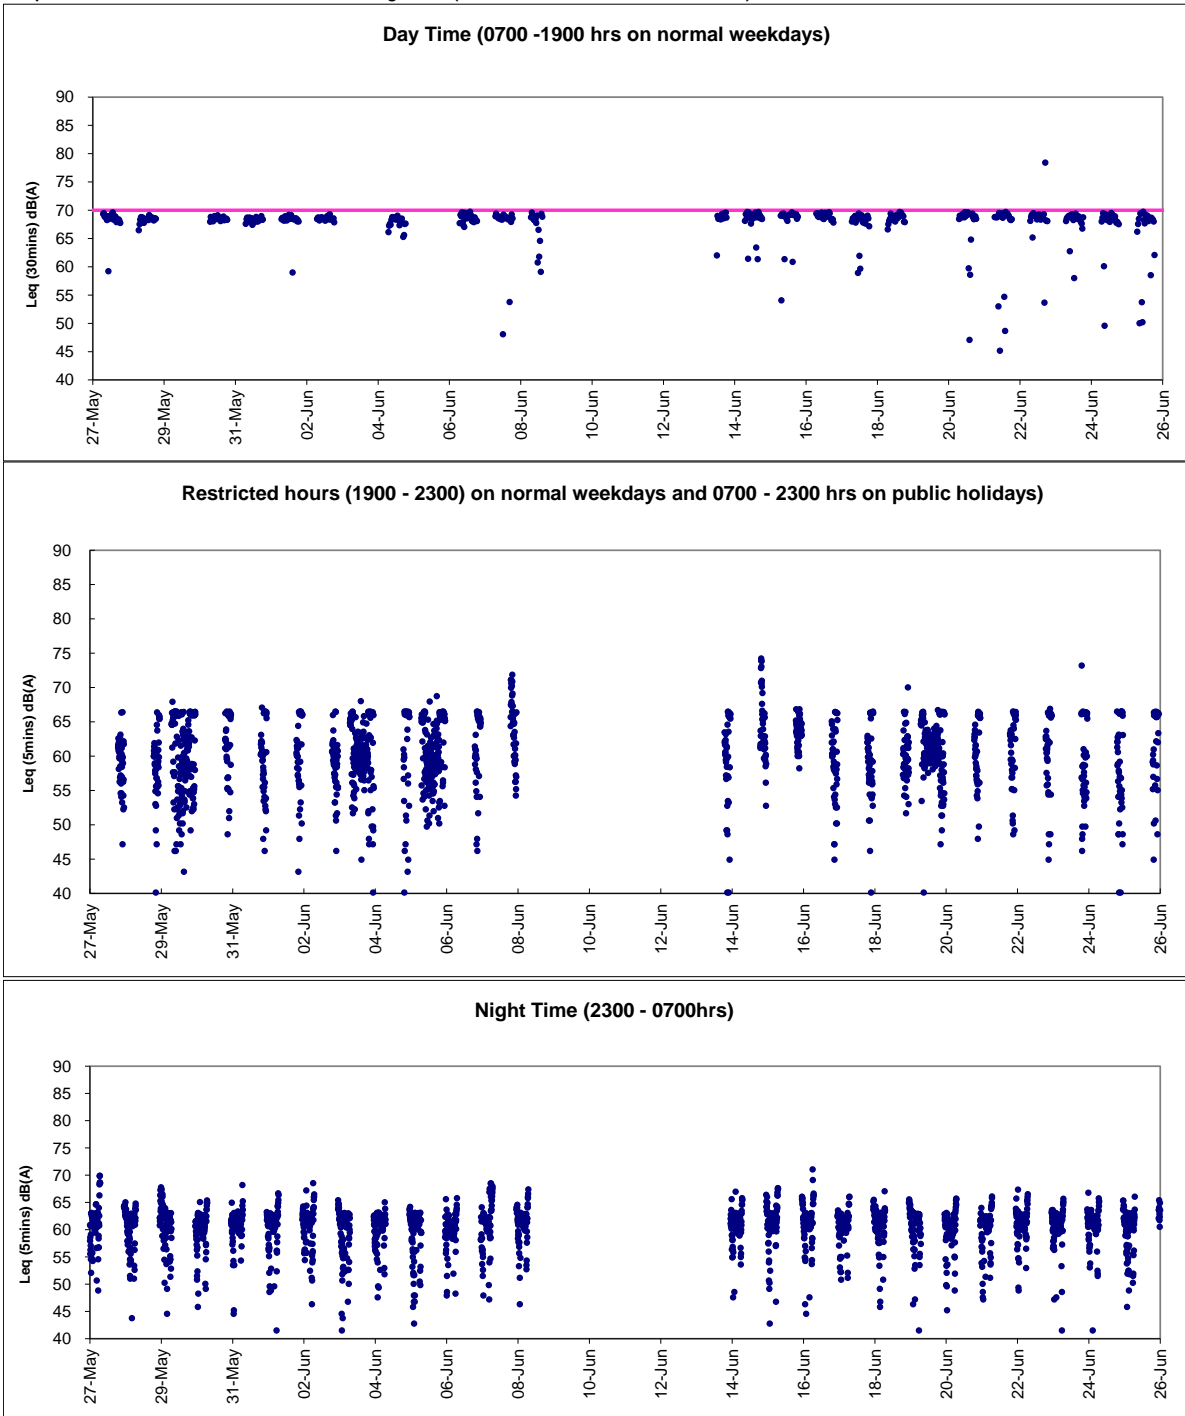 Day Time (0700 -1900 hrs on normal weekdays)
Leq (30mins) dB(A)
90
85
80
75
70
65
60
55
50
45
40
27-May
29-May
31-May
02-Jun
04-Jun
06-Jun
08-Jun
10-Jun
12-Jun
14-Jun
16-Jun
18-Jun
20-Jun
22-Jun
24-Jun
26-Jun
Restricted hours (1900 - 2300) on normal weekdays and 0700 - 2300 hrs on public holidays)
Leq (5mins) dB(A)
90
85
80
75
70
65
60
55
50
45
40
27-May
29-May
31-May
02-Jun
04-Jun
06-Jun
08-Jun
10-Jun
12-Jun
14-Jun
16-Jun
18-Jun
20-Jun
22-Jun
24-Jun
26-Jun
Night Time (2300 - 0700hrs)
Leq (5mins) dB(A)
90
85
80
75
70
65
60
55
50
45
40
27-May
29-May
31-May
02-Jun
04-Jun
06-Jun
08-Jun
10-Jun
12-Jun
14-Jun
16-Jun
18-Jun
20-Jun
22-Jun
24-Jun
26-Jun